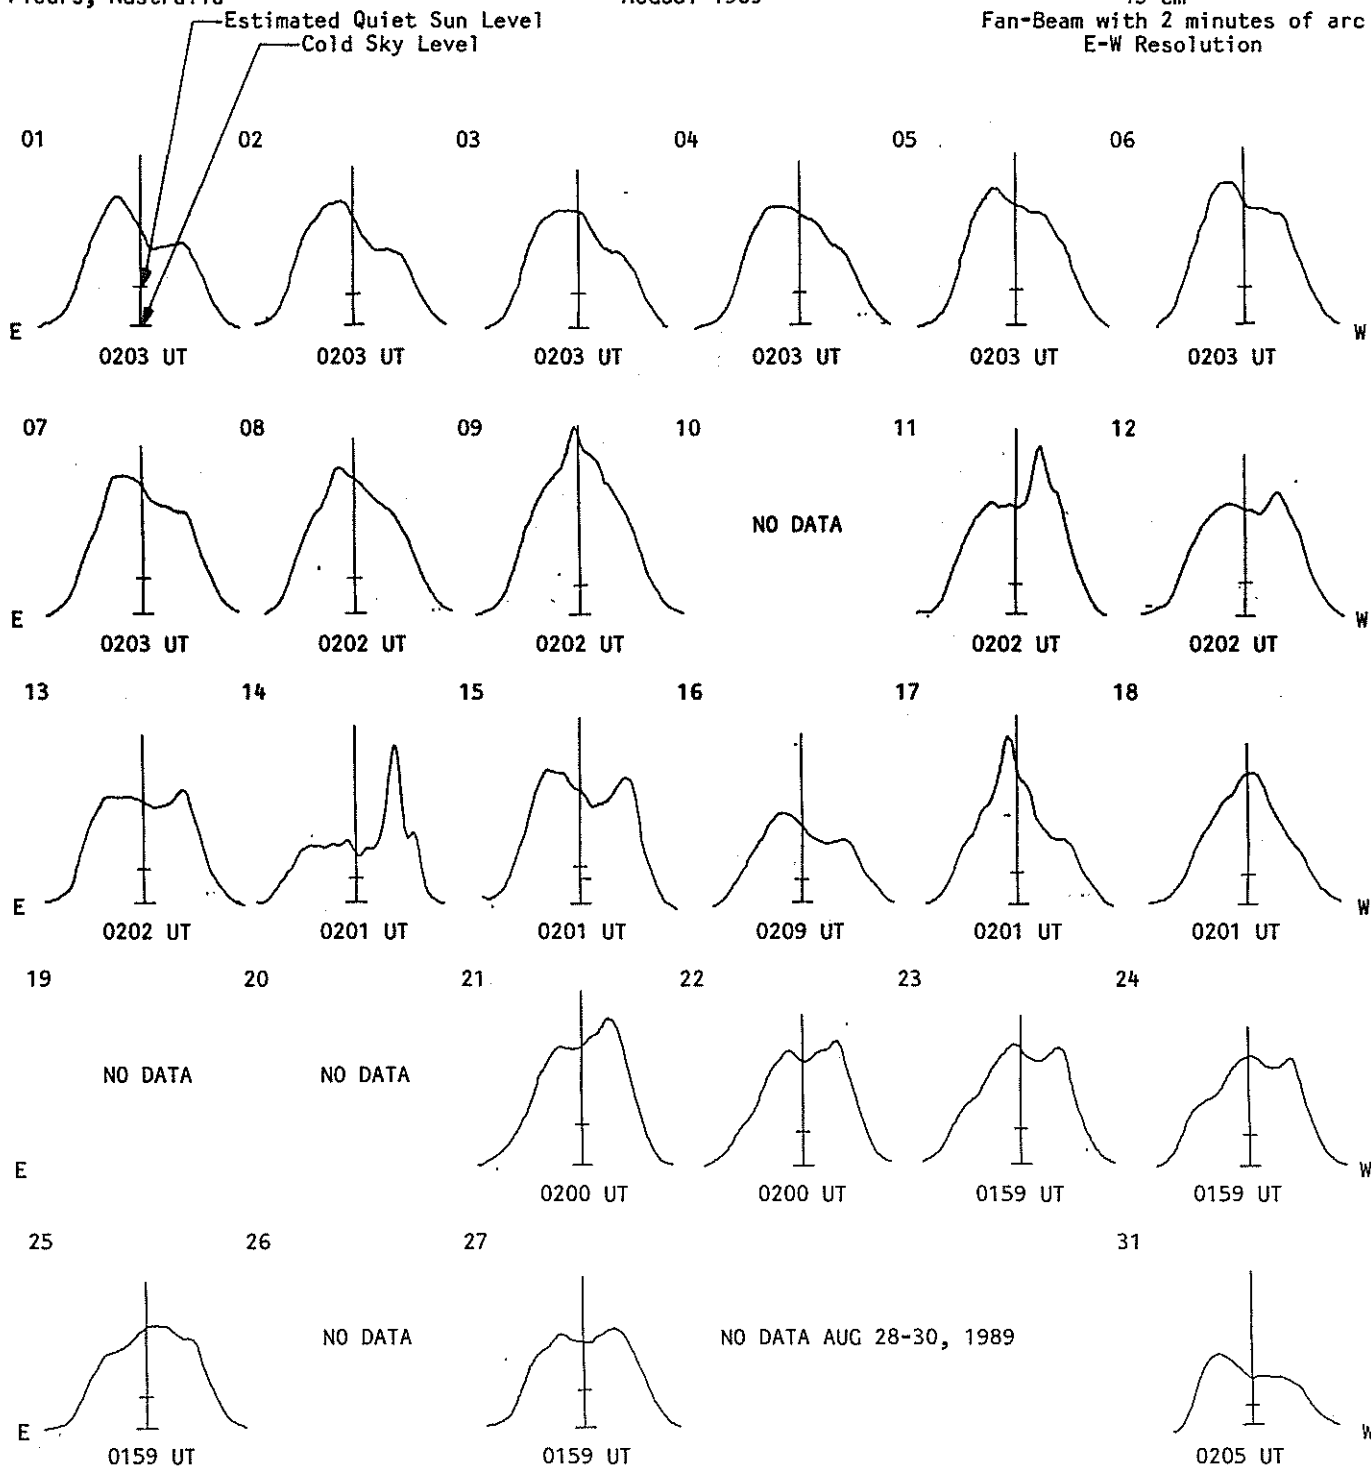 Estimated Quiet Sun Level
Cold Sky Level
Fan-Beam with 2 minutes of arc
E-W Resolution
01 02 03 04 05 06
E W
0203 UT 0203 UT 0203 UT 0203 UT 0203 UT 0203 UT
07 08 09 10 11 12
NO DATA
E W
0203 UT 0202 UT 0202 UT 0202 UT 0202 UT
13 14 15 16 17 18
E W
0202 UT 0201 UT 0201 UT 0209 UT 0201 UT 0201 UT
19 20 21 22 23 24
NO DATA NO DATA
E W
0200 UT 0200 UT 0159 UT 0159 UT
25 26 27 31
NO DATA NO DATA AUG 28-30, 1989
E W
0159 UT 0159 UT 0205 UT